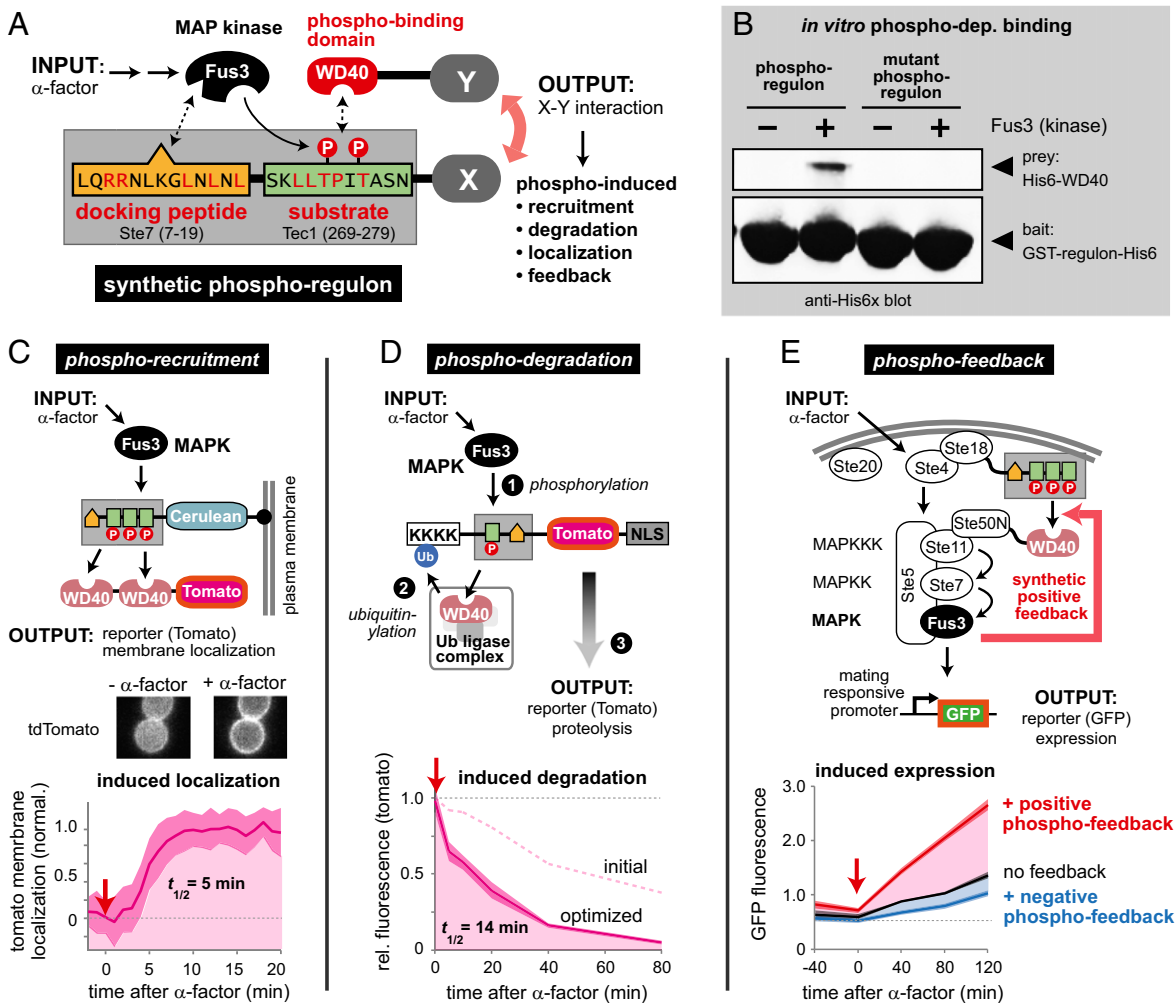 A
MAP kinase
phospho-binding
domain
INPUT:
α-factor
Fus3
WD40
Y
OUTPUT:
X-Y interaction
P P
LQRRNLKGLNLNL
SKLLTPITASN
X
docking peptide
Ste7 (7-19)
substrate
Tec1 (269-279)
phospho-induced
• recruitment
• degradation
• localization
• feedback
synthetic phospho-regulon
B
in vitro phospho-dep. binding
phospho-
regulon
mutant
phospho-
regulon
− + − +
Fus3 (kinase)
prey:
His6-WD40
bait:
GST-regulon-His6
anti-His6x blot
C
phospho-recruitment
INPUT:
α-factor
Fus3
MAPK
P P P
Cerulean
WD40 WD40 Tomato
plasma membrane
OUTPUT: reporter (Tomato)
membrane localization
- α-factor + α-factor
tdTomato
induced localization
tomato membrane
localization (normal.)
1.0
0.5
0
t1/2= 5 min
0 5 10 15 20
time after α-factor (min)
D
phospho-degradation
INPUT:
α-factor
Fus3
MAPK
1 phosphorylation
KKKK
Ub
P
Tomato
NLS
2
ubiquitin-
ylation
WD40
Ub ligase
complex
3
OUTPUT:
reporter (Tomato)
proteolysis
induced degradation
rel. fluorescence (tomato)
1.0
0.5
0.0
initial
optimized
t1/2= 14 min
0 20 40 60 80
time after α-factor (min)
E
phospho-feedback
INPUT:
α-factor
Ste20
Ste4
Ste18
P P P
Ste50N
WD40
MAPKKK
MAPKK
MAPK
Ste5
Ste11
Ste7
Fus3
synthetic
positive
feedback
mating
responsive
promoter
GFP
OUTPUT:
reporter (GFP)
expression
induced expression
GFP fluorescence
3.0
2.0
1.0
0.0
+ positive
phospho-feedback
no feedback
+ negative
phospho-feedback
-40 0 40 80 120
time after α-factor (min)